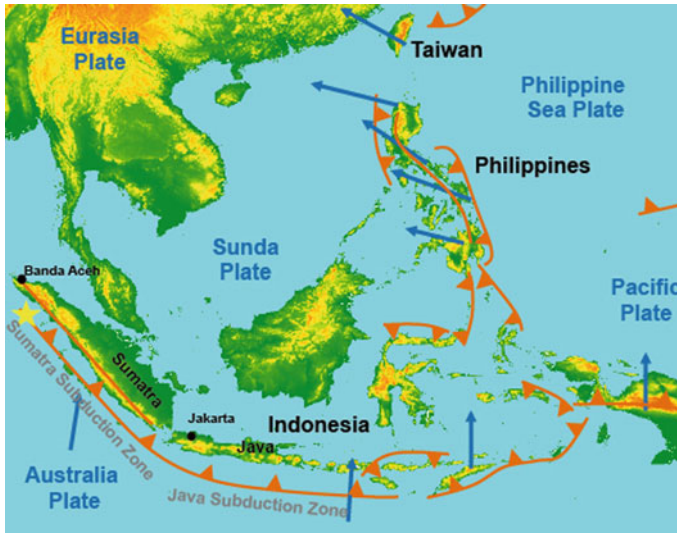 Eurasia
Plate
Taiwan
Philippine
Sea Plate
Philippines
Sunda
Plate
Banda Aceh
Pacific
Plate
Sumatra
Sumatra Subduction Zone
Jakarta
Indonesia
Java
Australia
Plate
Java Subduction Zone